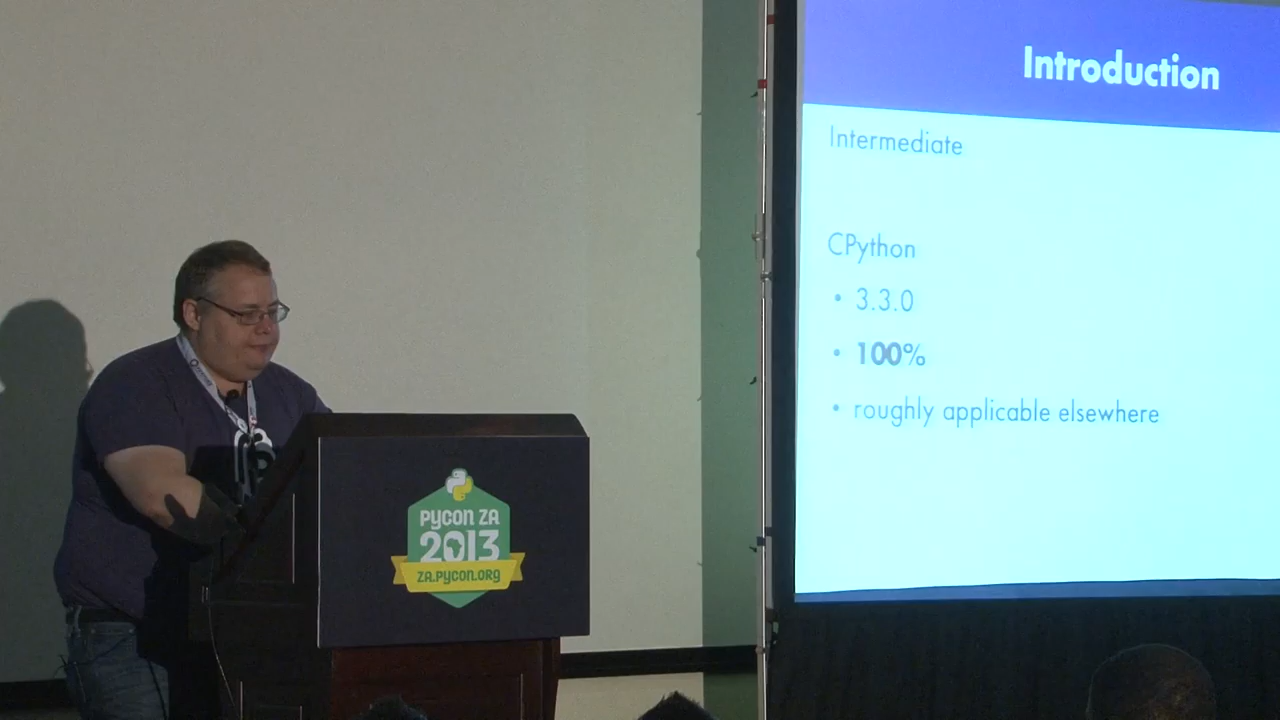 Introduction
Intermediate
CPython
• 3.3.0
• 100%
• roughly applicable elsewhere
PYCON ZA
2013
ZA.PYCON.ORG